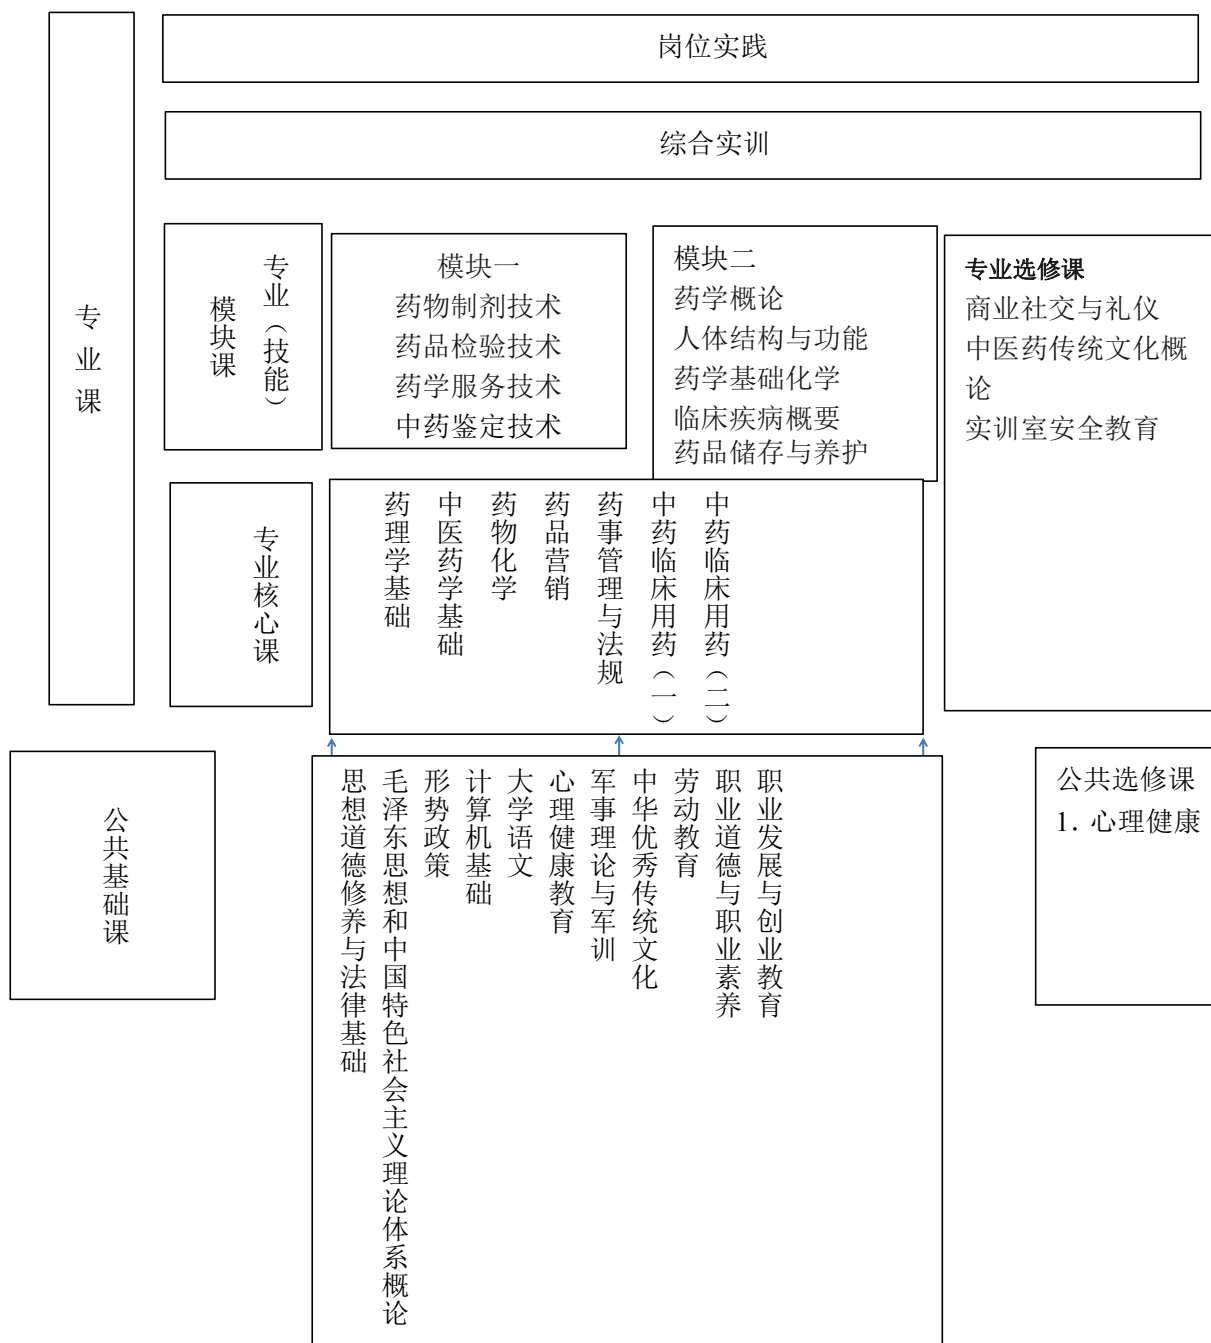 岗位实践
综合实训
专业课
专业（技能）
模块课
模块一
药物制剂技术
药品检验技术
药学服务技术
中药鉴定技术
模块二
药学概论
人体结构与功能
药学基础化学
临床疾病概要
药品储存与养护
专业选修课
商业社交与礼仪
中医药传统文化概
论
实训室安全教育
专业核心课
药理学基础
中医药学基础
药物化学
药品营销
药事管理与法规
中药临床用药（一）
中药临床用药（二）
公共基础课
思想道德修养与法律基础
毛泽东思想和中国特色社会主义理论体系概论
形势政策
计算机基础
大学语文
心理健康教育
军事理论与军训
中华优秀传统文化
劳动教育
职业道德与职业素养
职业发展与创业教育
公共选修课
1. 心理健康